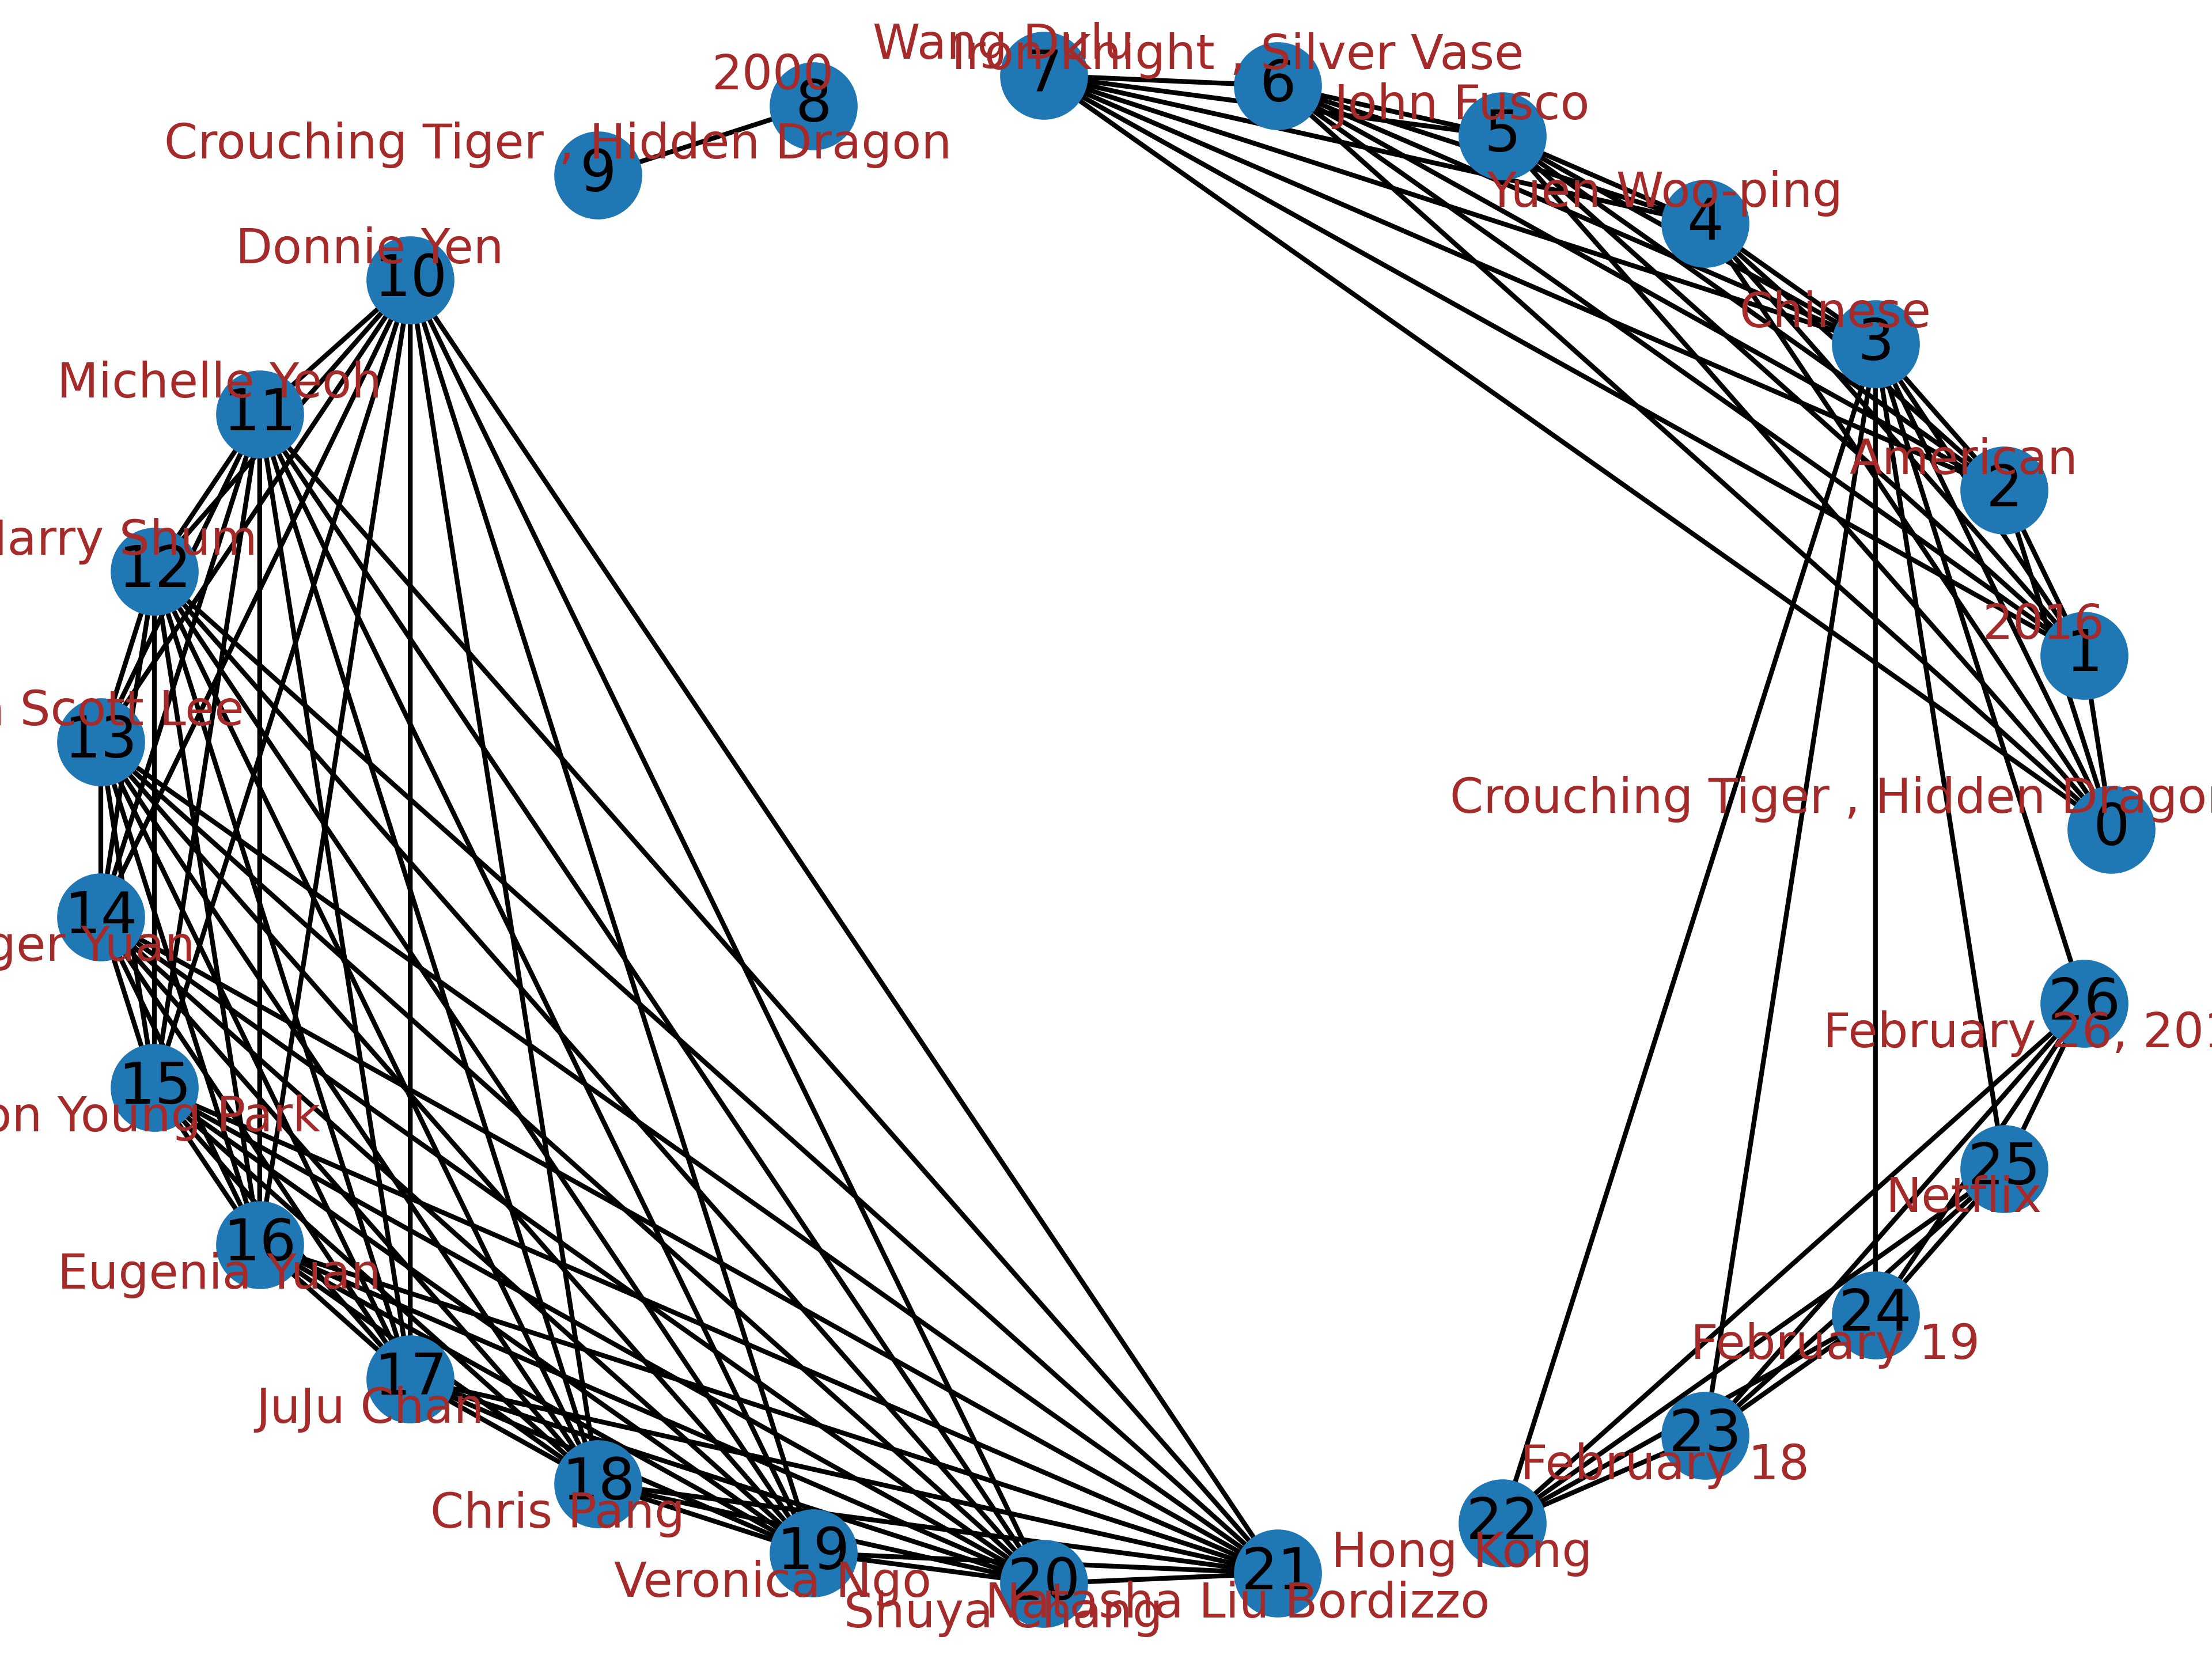 Wang Dulu
7
Iron Knight , Silver Vase
6
2000
8
John Fusco
5
Crouching Tiger , Hidden Dragon
9
Yuen Woo-ping
4
Donnie Yen
10
Chinese
3
Michelle Yeoh
11
American
2
Harry Shum
12
2016
1
Scott Lee
13
Crouching Tiger , Hidden Dragon
0
14
Yuan
26
February 26, 201
15
Young Park
25
Netflix
16
Eugenia Yuan
24
February 19
17
JuJu Chan
23
February 18
18
Chris Pang
22
Hong Kong
19
Veronica Ngo
21
Natasha Liu Bordizzo
20
Shuya Chang